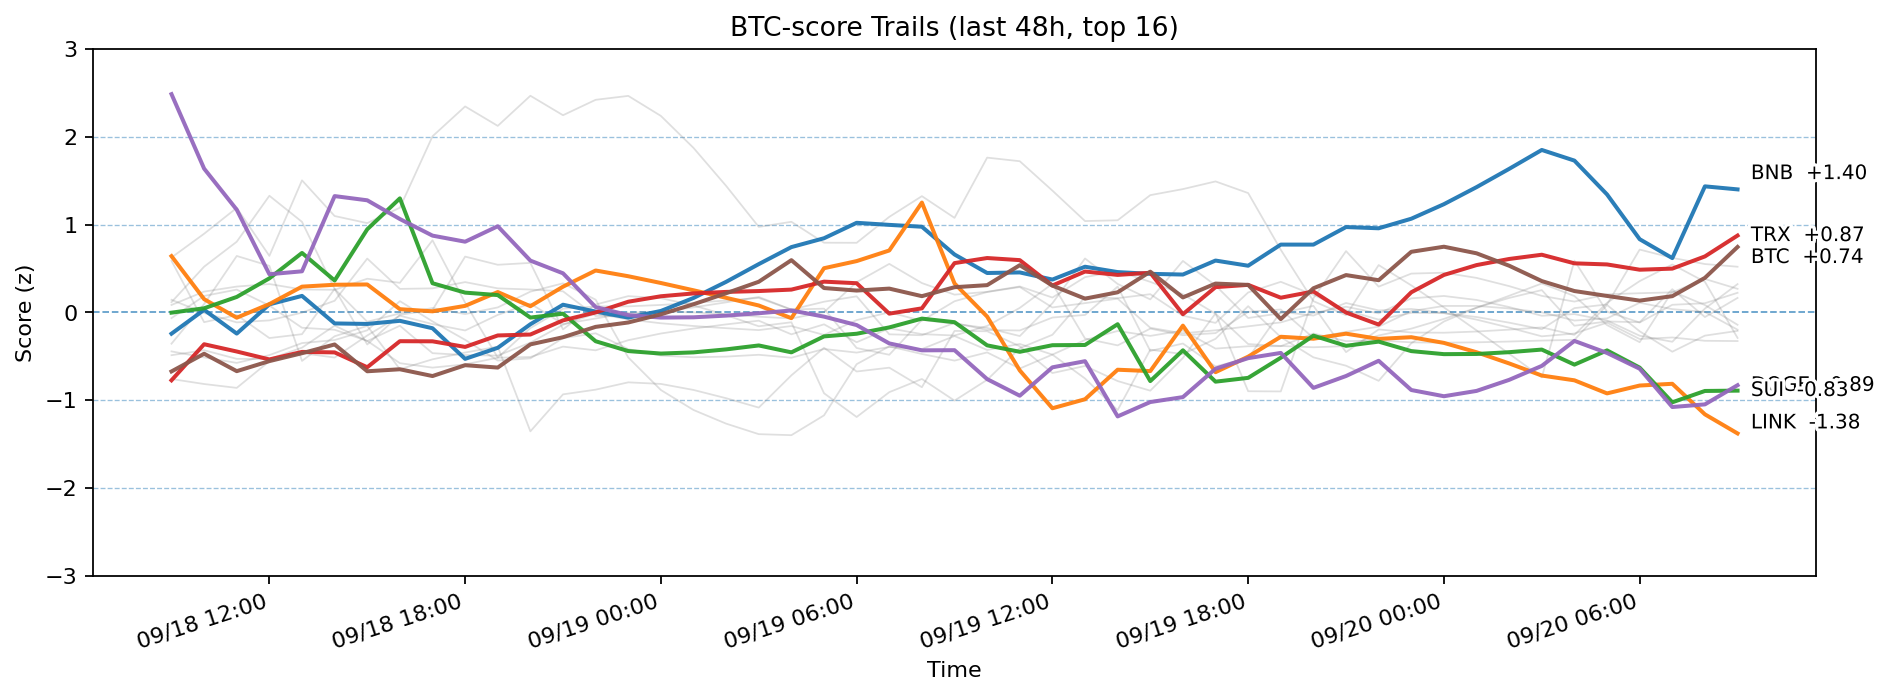 BTC-score Trails (last 48h, top 16)
Score (z)
3
2
1
0
−1
−2
−3
BNB +1.40
TRX +0.87
BTC +0.74
SUI -0.83
LINK -1.38
09/18 12:00
09/18 18:00
09/19 00:00
09/19 06:00
09/19 12:00
09/19 18:00
09/20 00:00
09/20 06:00
Time